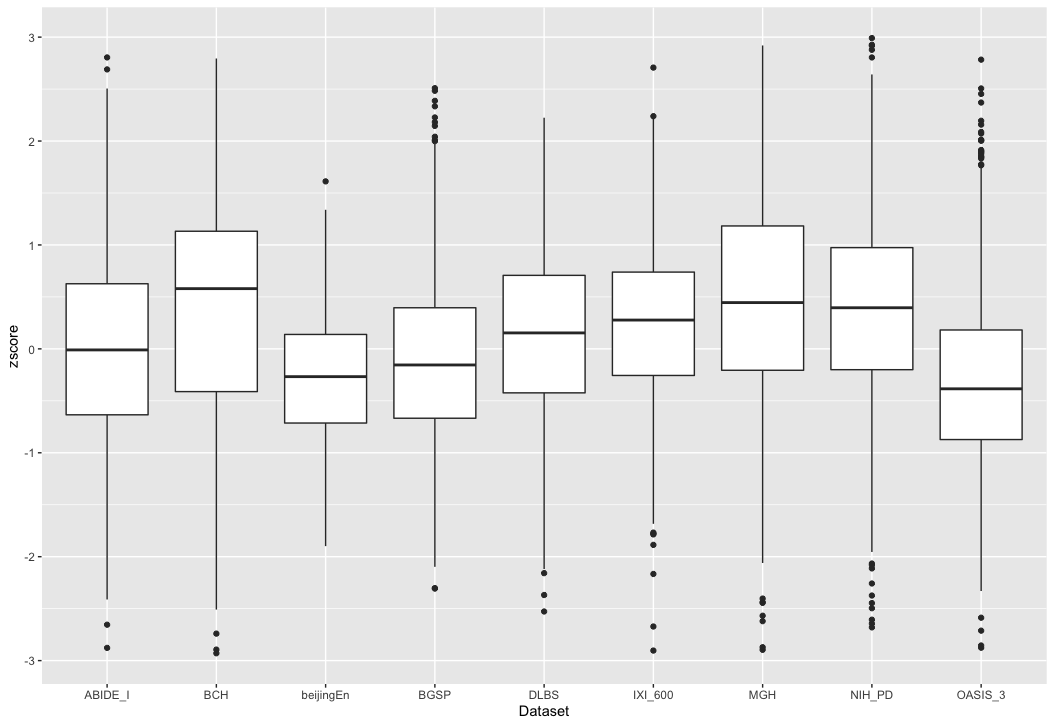 zscore
3
2
1
0
-1
-2
-3
ABIDE_I BCH beijingEn BGSP DLBS IXI_600 MGH NIH_PD OASIS_3
Dataset